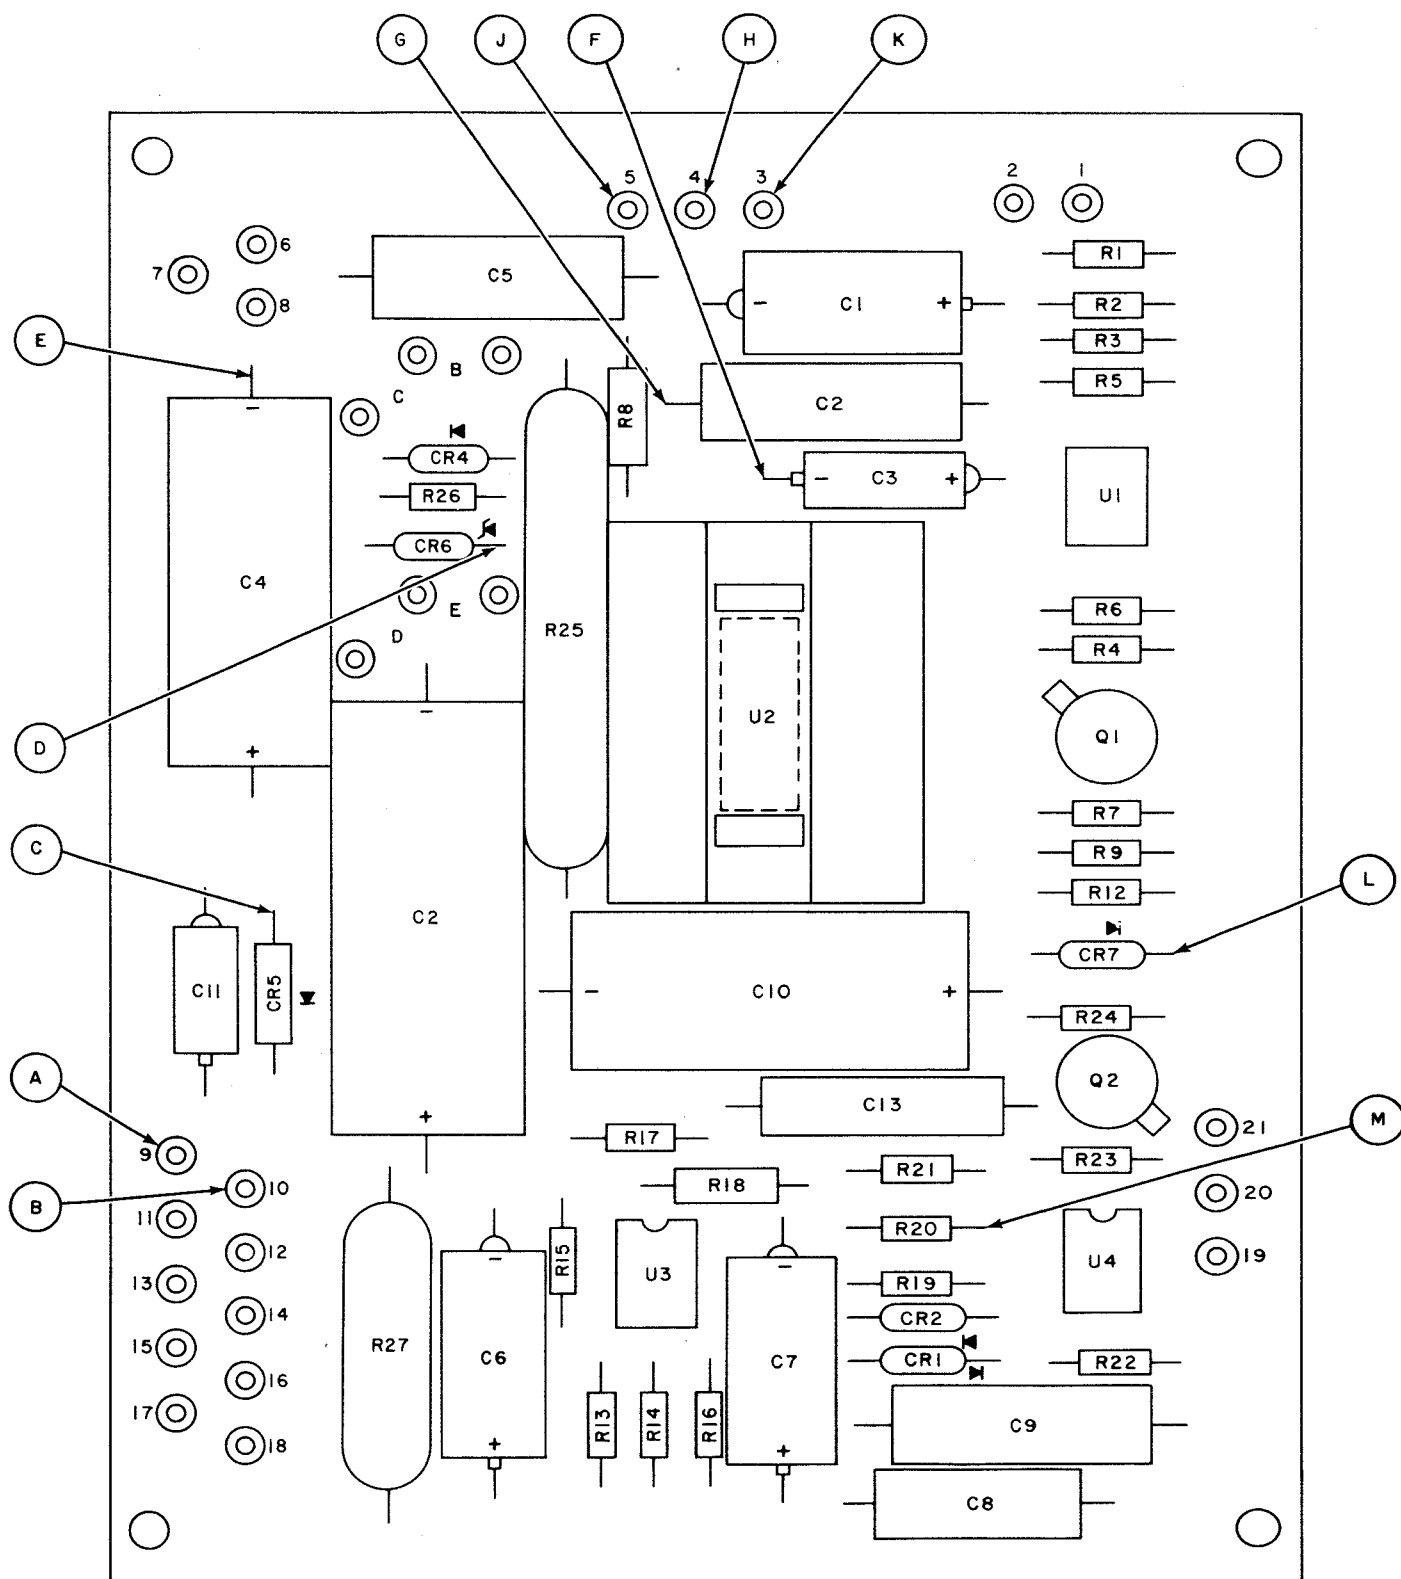 G J F H K
5 4 3 2 1
6
7
8
R1
C5
C1
- +
R2
R3
R5
E
B
C
C2
R8
-
CR4
C3
- +
R26
U1
CR6
C4
E
R6
R25
D
R4
U2
-
D
Q1
+
R7
C
R9
R12
L
C2
CR7
C11
CR5
C10
- +
R24
A
Q2
C13
+
M
21
R17
9
R23
R21
10
R18
20
B
11
R20
12
R15
19
-
-
U4
U3
13
R19
14
CR2
15
R27
C6
C7
CR1
R22
16
17
R13
R14
R16
C9
18
+
+
C8